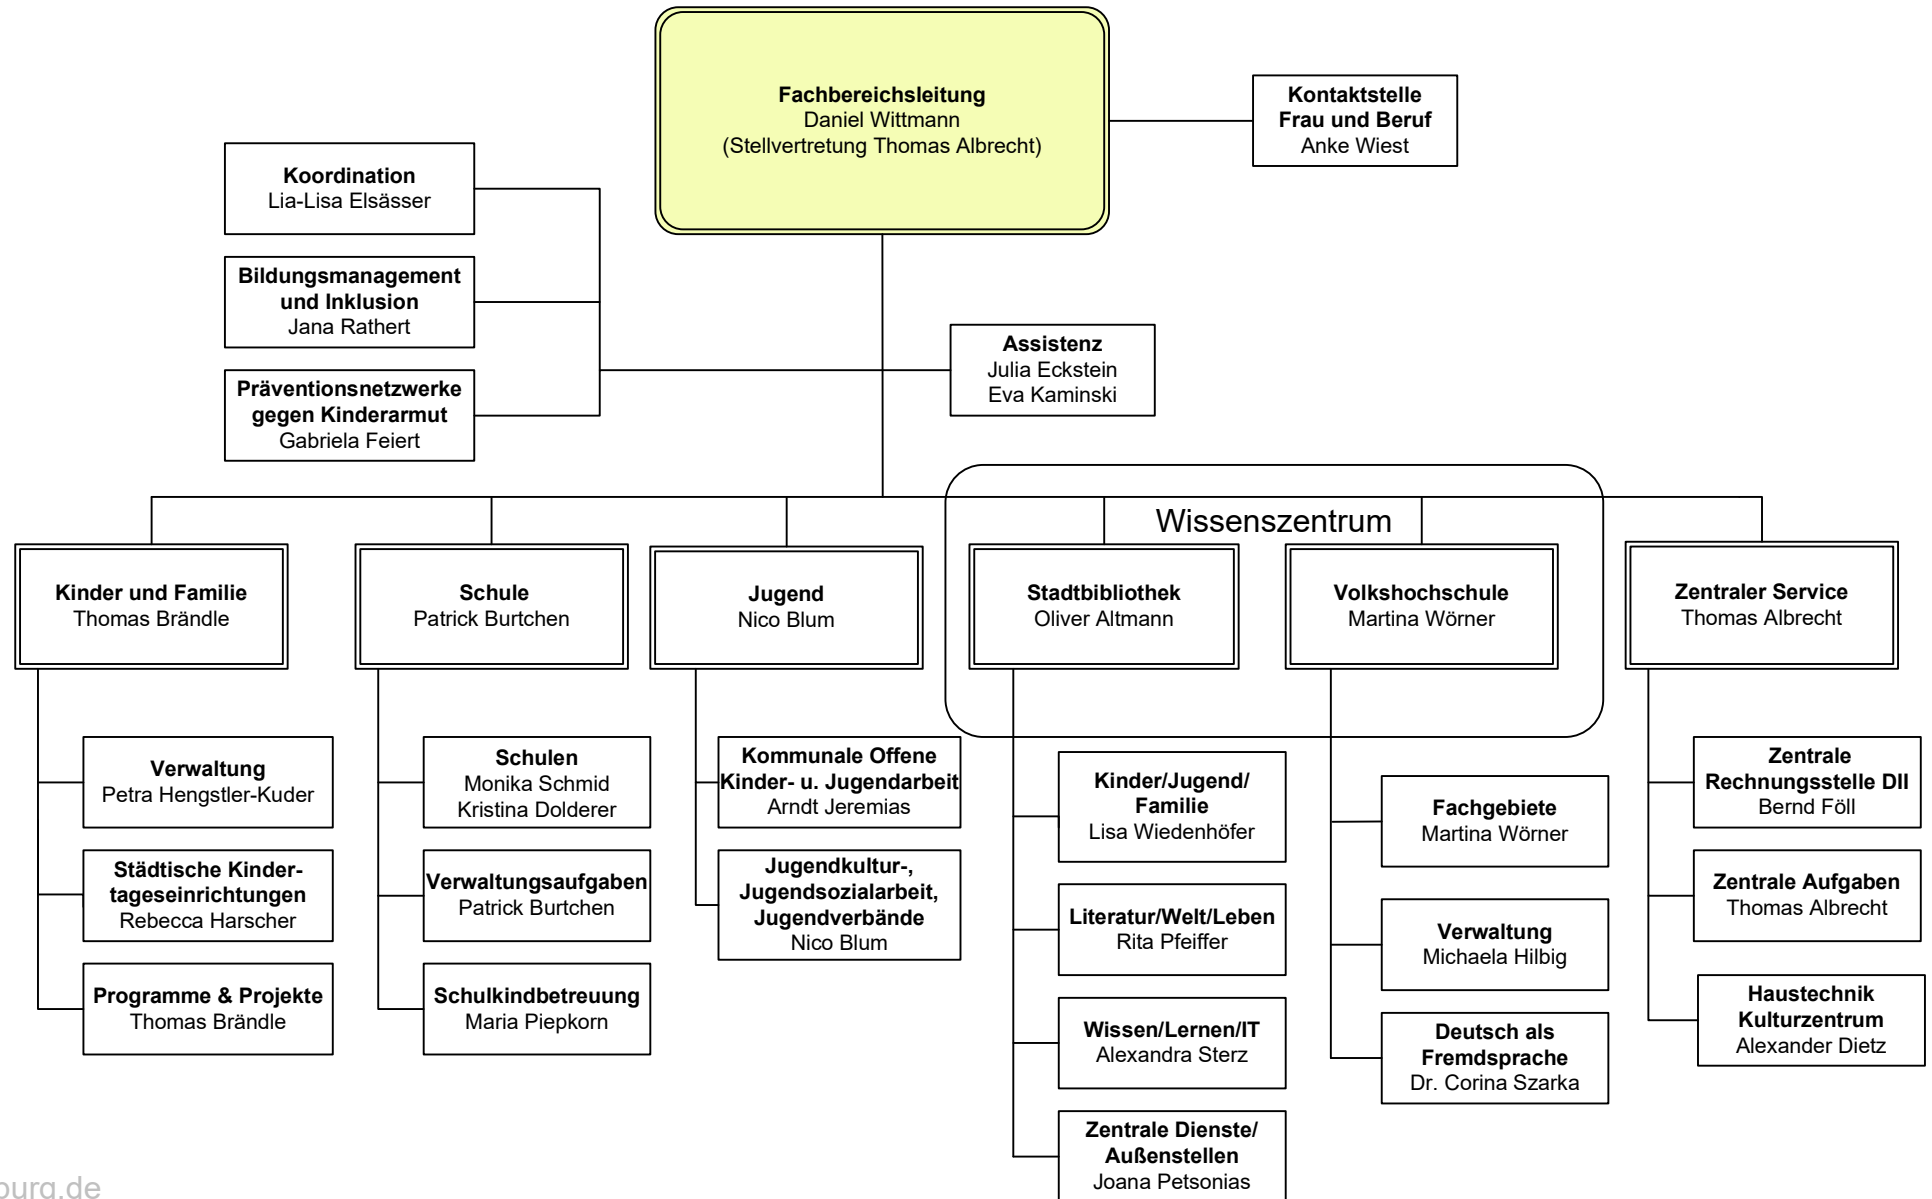 Fachbereichsleitung
Daniel Wittmann
(Stellvertretung Thomas Albrecht)
Kontaktstelle
Frau und Beruf
Anke Wiest
Koordination
Lia-Lisa Elsässer
Bildungsmanagement
und Inklusion
Jana Rathert
Präventionsnetzwerke
gegen Kinderarmut
Gabriela Feiert
Assistenz
Julia Eckstein
Eva Kaminski
Wissenszentrum
Kinder und Familie
Thomas Brändle
Schule
Patrick Burtchen
Jugend
Nico Blum
Stadtbibliothek
Oliver Altmann
Volkshochschule
Martina Wörner
Zentraler Service
Thomas Albrecht
Verwaltung
Petra Hengstler-Kuder
Städtische Kinder-
tageseinrichtungen
Rebecca Harscher
Programme & Projekte
Thomas Brändle
Schulen
Monika Schmid
Kristina Dolderer
Verwaltungsaufgaben
Patrick Burtchen
Schulkindbetreuung
Maria Piepkorn
Kommunale Offene
Kinder- u. Jugendarbeit
Arndt Jeremias
Jugendkultur-,
Jugendsozialarbeit,
Jugendverbände
Nico Blum
Kinder/Jugend/
Familie
Lisa Wiedenhöfer
Literatur/Welt/Leben
Rita Pfeiffer
Wissen/Lernen/IT
Alexandra Sterz
Zentrale Dienste/
Außenstellen
Joana Petsonias
Fachgebiete
Martina Wörner
Verwaltung
Michaela Hilbig
Deutsch als
Fremdsprache
Dr. Corina Szarka
Zentrale
Rechnungsstelle DII
Bernd Föll
Zentrale Aufgaben
Thomas Albrecht
Haustechnik
Kulturzentrum
Alexander Dietz
burg.de